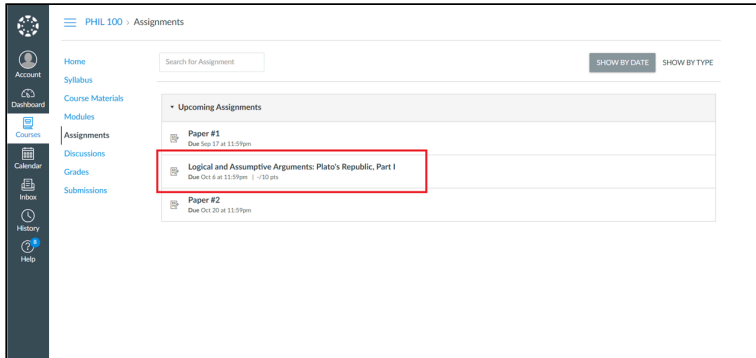 PHIL 100 › Assignments
Account
Dashboard
Courses
Calendar
Inbox
History
8
Help
Home
Syllabus
Course Materials
Modules
Assignments
Discussions
Grades
Submissions
Search for Assignment
SHOW BY DATE SHOW BY TYPE
Upcoming Assignments
Paper #1
Due Sep 17 at 11:59pm
Logical and Assumptive Arguments: Plato's Republic, Part I
Due Oct 6 at 11:59pm | -/10 pts
Paper #2
Due Oct 20 at 11:59pm